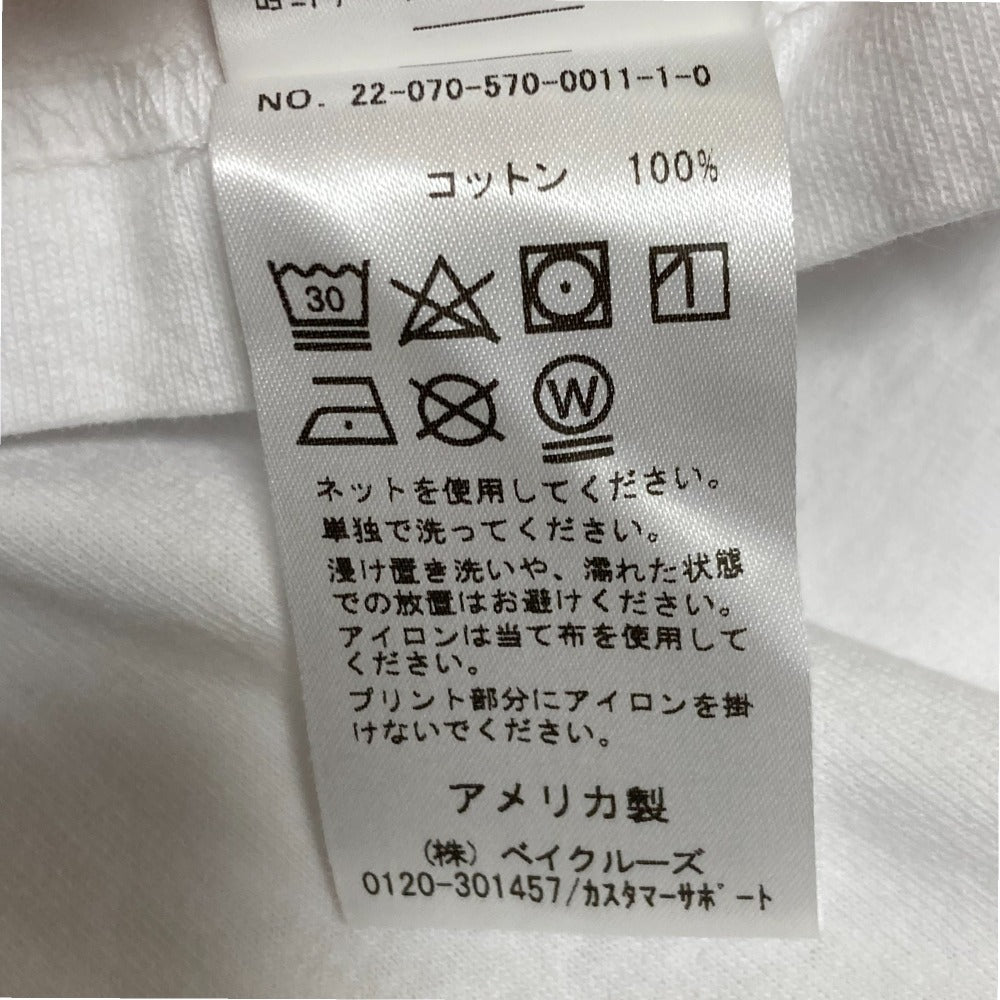 NO. 22-070-570-0011-1-0
コットン 100%
30
W
ネットを使用してください。
単独で洗ってください。
浸け置き洗いや、濡れた状態
での放置はお避けください。
アイロンは当て布を使用して
ください。
プリント部分にアイロンを掛
けないでください。
アメリカ製
(株) ベイクルーズ
0120-301457/ｶｽﾀﾏｰｻﾎﾟｰﾄ